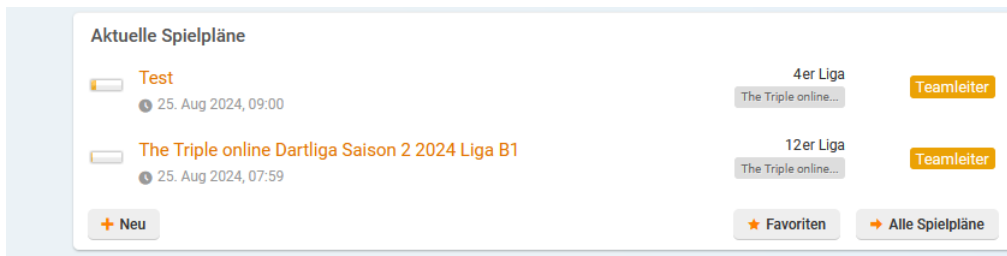 Aktuelle Spielpläne
Test
4er Liga
25. Aug 2024, 09:00
The Triple online...
Teamleiter
The Triple online Dartliga Saison 2 2024 Liga B1
12er Liga
25. Aug 2024, 07:59
The Triple online...
Teamleiter
Neu
Favoriten
Alle Spielpläne